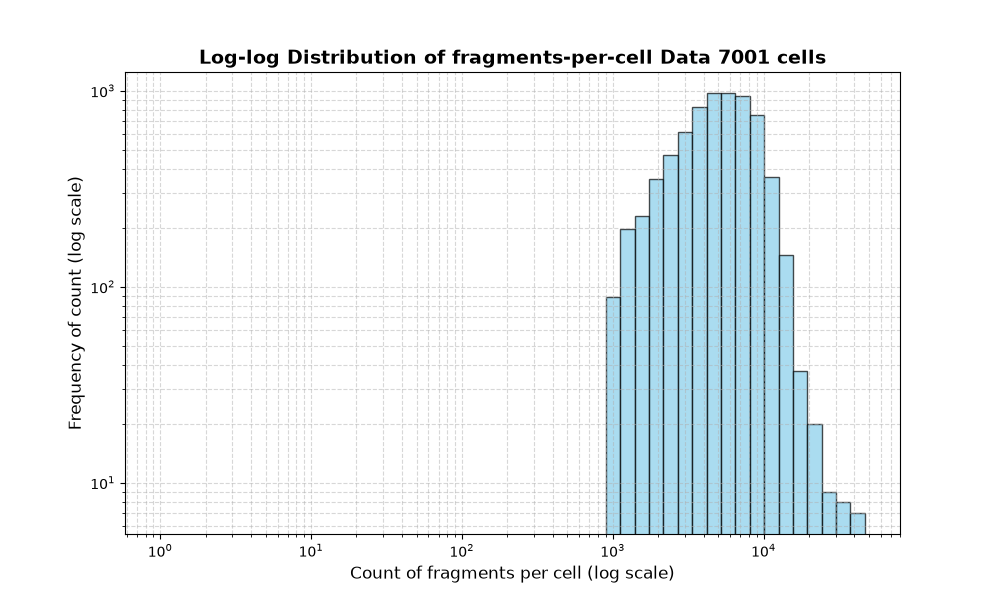 Log-log Distribution of fragments-per-cell Data 7001 cells
Frequency of count (log scale)
10³
10²
10¹
10⁰ 10¹ 10² 10³ 10⁴
Count of fragments per cell (log scale)